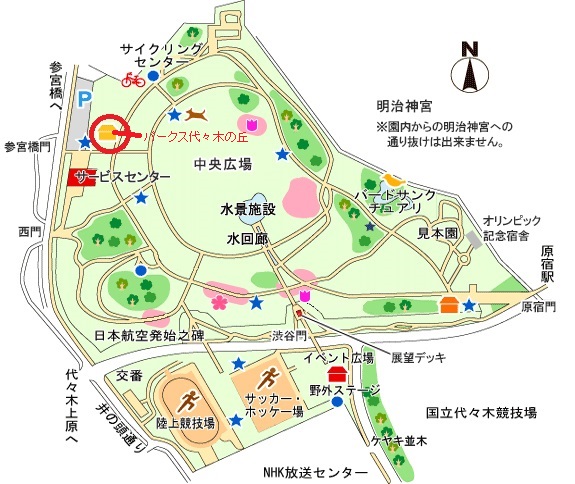 サイクリング
センター
参宮橋へ
P
N
明治神宮
※園内からの明治神宮への
通り抜けは出来ません。
パークス代々木の丘
参宮橋門
中央広場
サービスセンター
バードサンク
チュアリ
水景施設
水回廊
見本園
オリンピック
記念宿舎
西門
原宿駅
原宿門
日本航空発始之碑
渋谷門
展望デッキ
代々木上原へ
交番
イベント広場
野外ステージ
サッカー・
ホッケー場
陸上競技場
井の頭通り
国立代々木競技場
ケヤキ並木
NHK放送センター